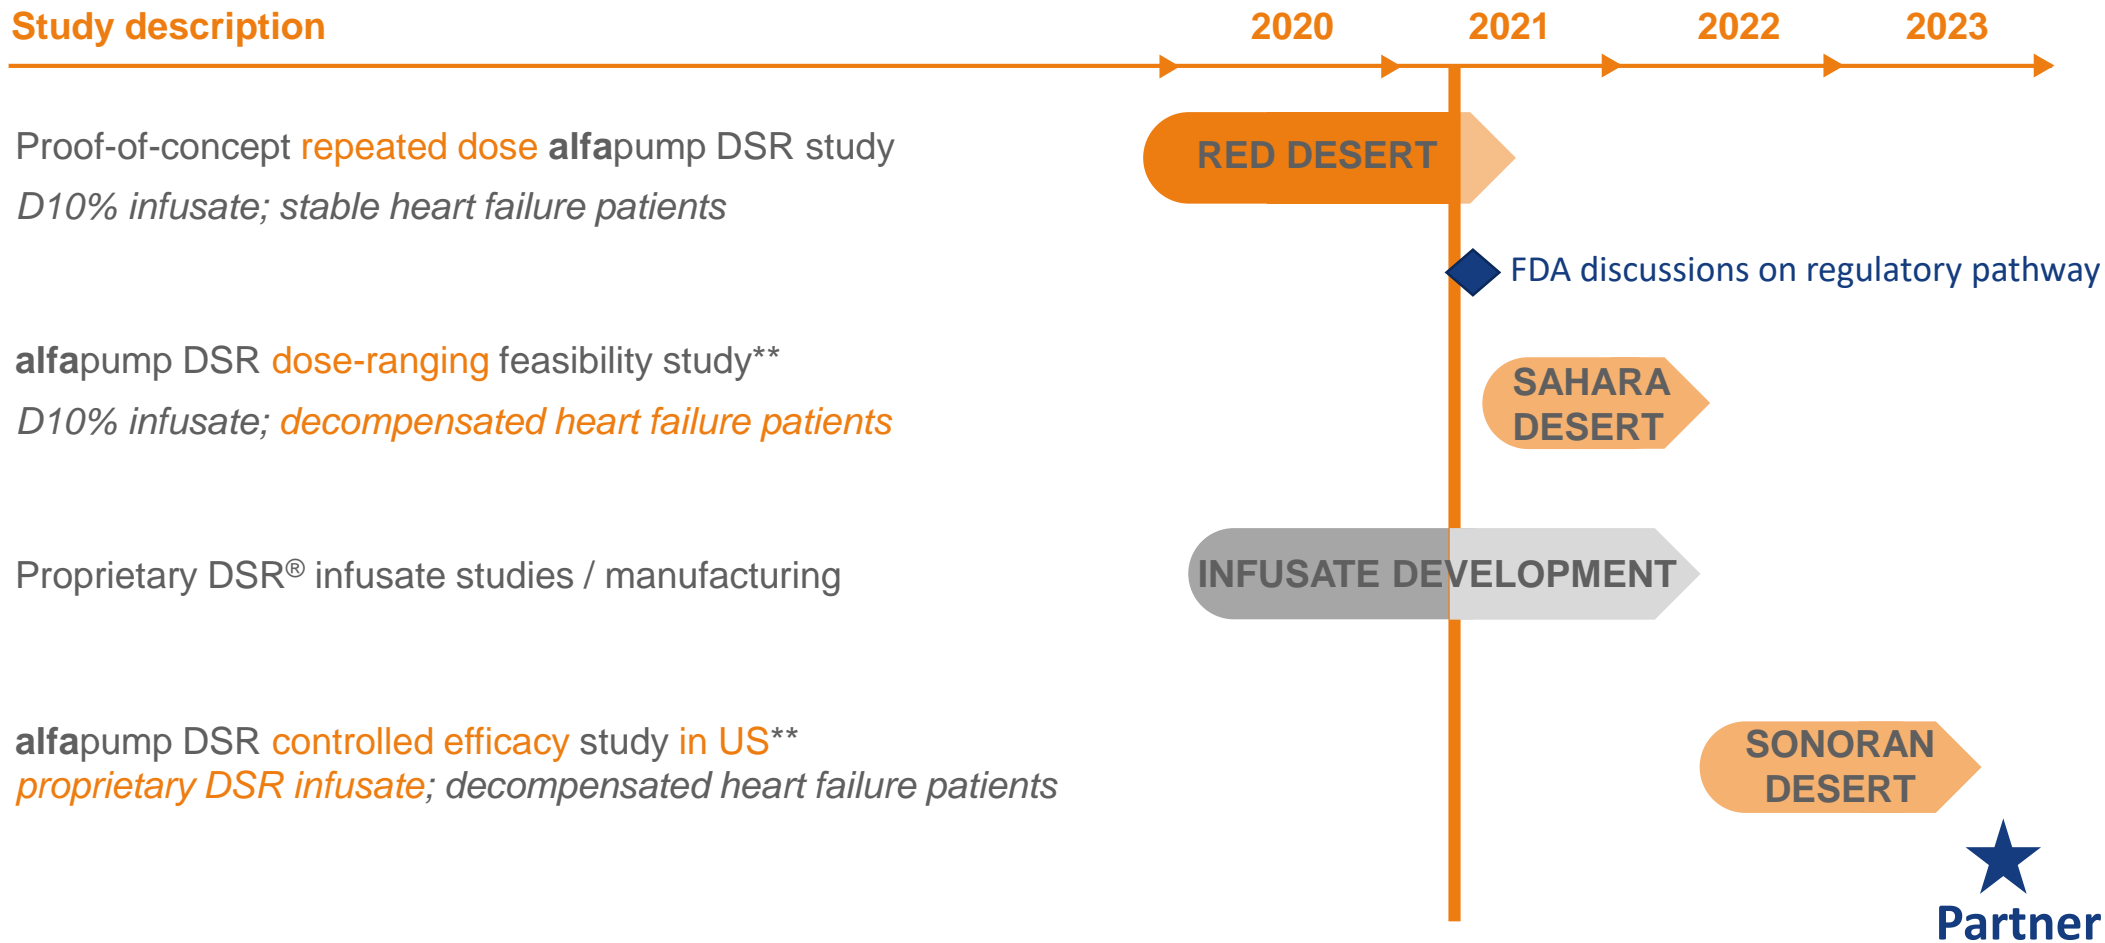 Study description 2020 2021 2022 2023
Proof-of-concept repeated dose alfapump DSR study
D10% infusate; stable heart failure patients
RED DESERT
FDA discussions on regulatory pathway
alfapump DSR dose-ranging feasibility study**
D10% infusate; decompensated heart failure patients
SAHARA
DESERT
Proprietary DSR® infusate studies / manufacturing
INFUSATE DEVELOPMENT
alfapump DSR controlled efficacy study in US**
proprietary DSR infusate; decompensated heart failure patients
SONORAN
DESERT
Partner